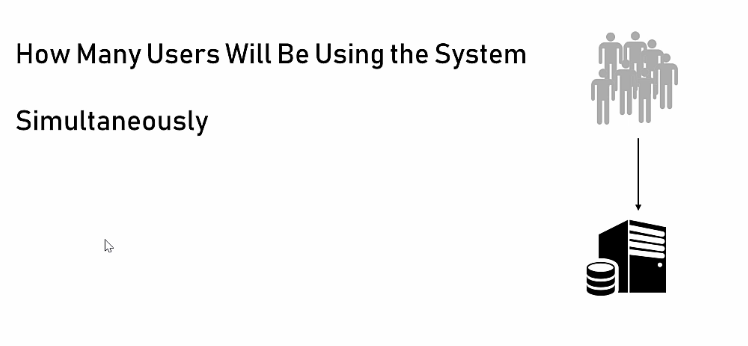 How Many Users Will Be Using the System
Simultaneously